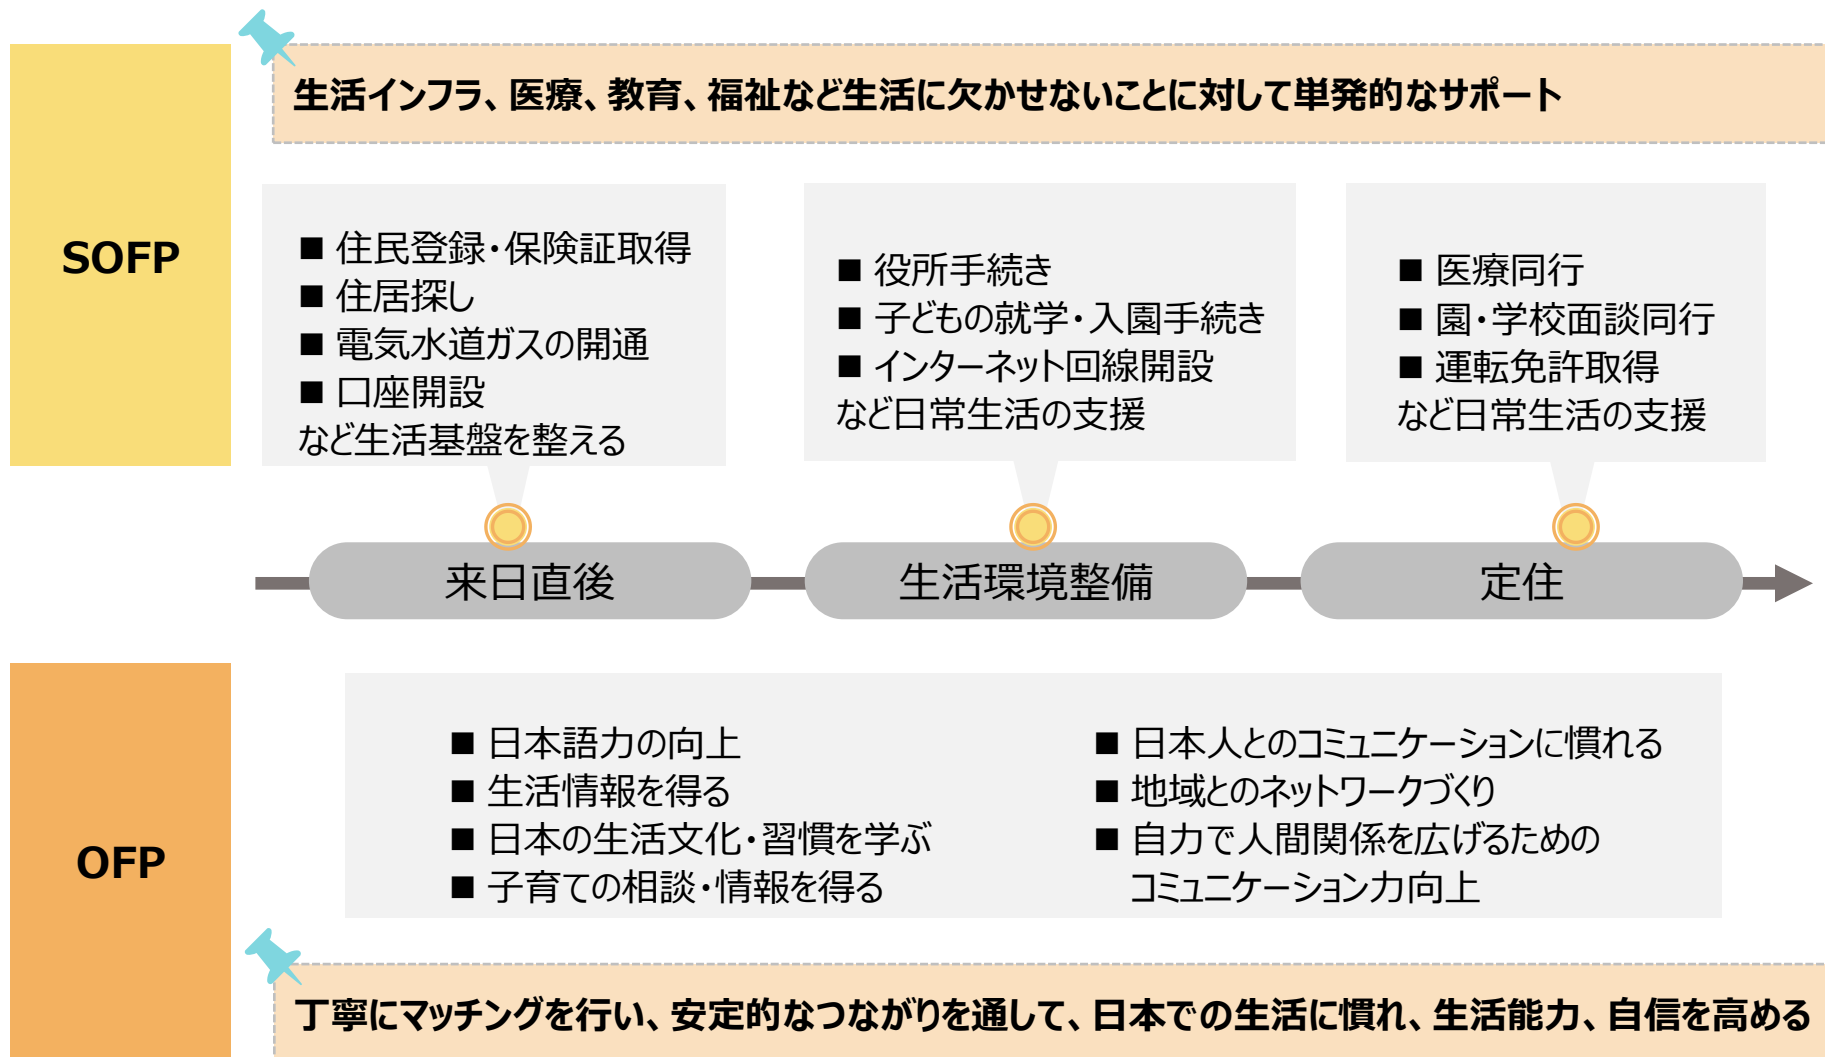 生活インフラ、医療、教育、福祉など生活に欠かせないことに対して単発的なサポート
SOFP
■ 住民登録・保険証取得
■ 住居探し
■ 電気水道ガスの開通
■ 口座開設
など生活基盤を整える
■ 役所手続き
■ 子どもの就学・入園手続き
■ インターネット回線開設
など日常生活の支援
■ 医療同行
■ 園・学校面談同行
■ 運転免許取得
など日常生活の支援
来日直後
生活環境整備
定住
OFP
■ 日本語力の向上
■ 生活情報を得る
■ 日本の生活文化・習慣を学ぶ
■ 子育ての相談・情報を得る
■ 日本人とのコミュニケーションに慣れる
■ 地域とのネットワークづくり
■ 自力で人間関係を広げるための
コミュニケーション力向上
丁寧にマッチングを行い、安定的なつながりを通して、日本での生活に慣れ、生活能力、自信を高める